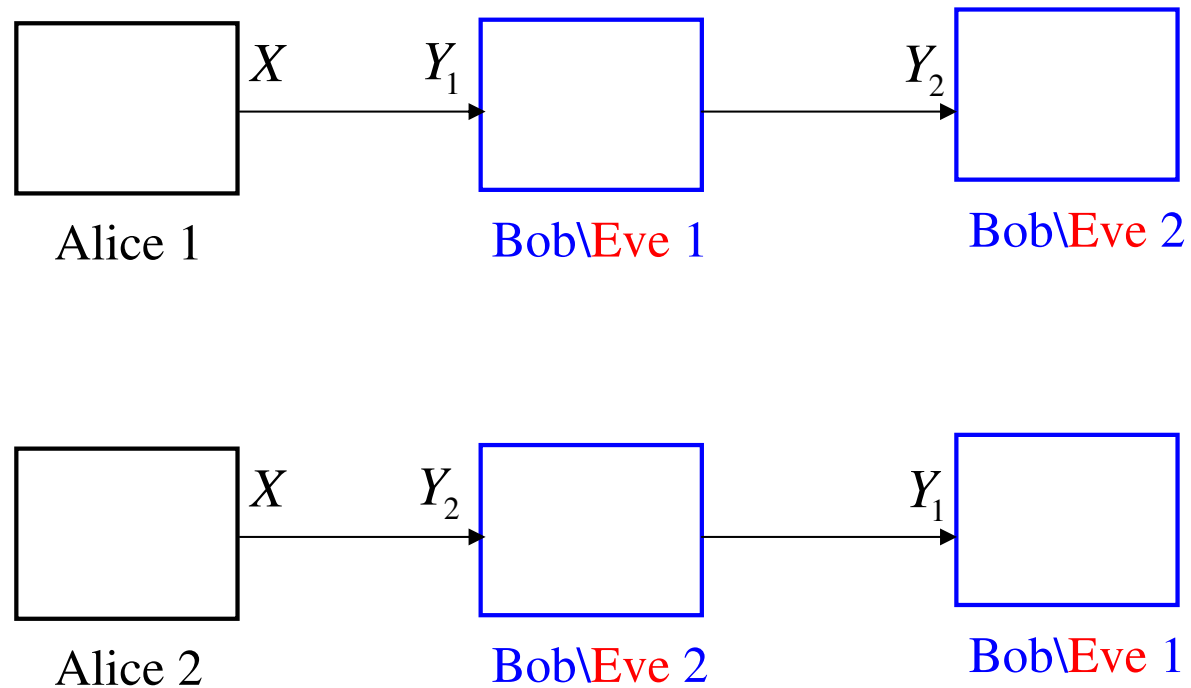 X Y₁ Y₂
Alice 1 Bob\Eve 1 Bob\Eve 2
X Y₂ Y₁
Alice 2 Bob\Eve 2 Bob\Eve 1